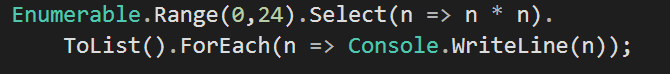 Enumerable.Range(0,24).Select(n => n * n).
ToList().ForEach(n => Console.WriteLine(n));